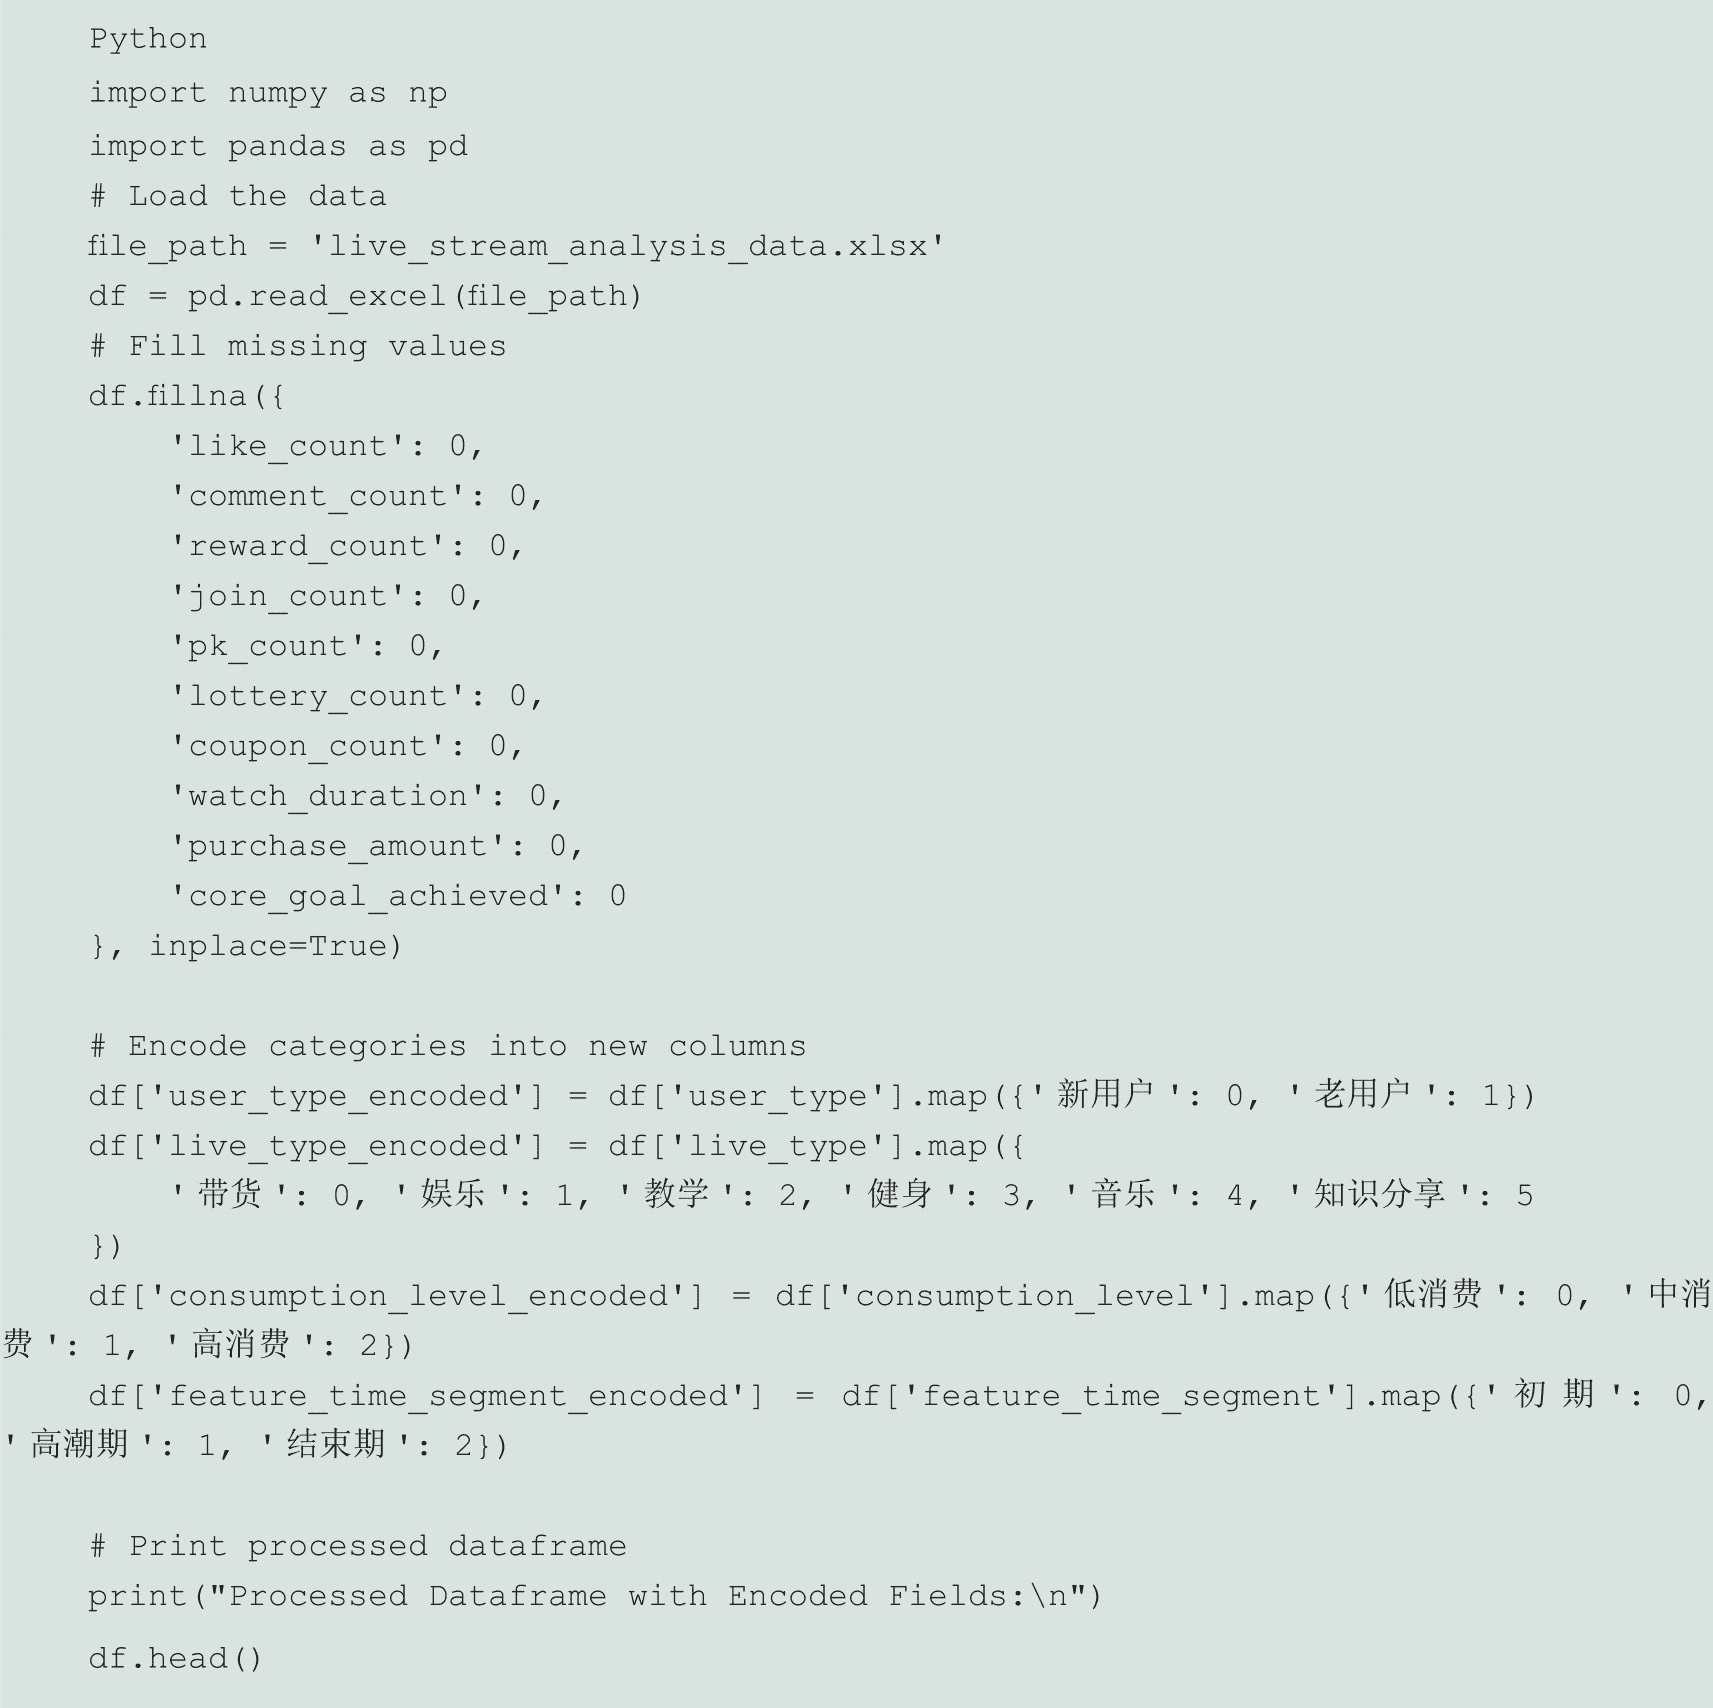 Python
import numpy as np
import pandas as pd
# Load the data
file_path = 'live_stream_analysis_data.xlsx'
df = pd.read_excel(file_path)
# Fill missing values
df.fillna({
    'like_count': 0,
    'comment_count': 0,
    'reward_count': 0,
    'join_count': 0,
    'pk_count': 0,
    'lottery_count': 0,
    'coupon_count': 0,
    'watch_duration': 0,
    'purchase_amount': 0,
    'core_goal_achieved': 0
}, inplace=True)

# Encode categories into new columns
df['user_type_encoded'] = df['user_type'].map({'新用户': 0, '老用户': 1})
df['live_type_encoded'] = df['live_type'].map({
    '带货': 0, '娱乐': 1, '教学': 2, '健身': 3, '音乐': 4, '知识分享': 5
})
df['consumption_level_encoded'] = df['consumption_level'].map({'低消费': 0, '中消
费': 1, '高消费': 2})
df['feature_time_segment_encoded'] = df['feature_time_segment'].map({'初期': 0,
'高潮期': 1, '结束期': 2})

# Print processed dataframe
print("Processed Dataframe with Encoded Fields:\n")
df.head()